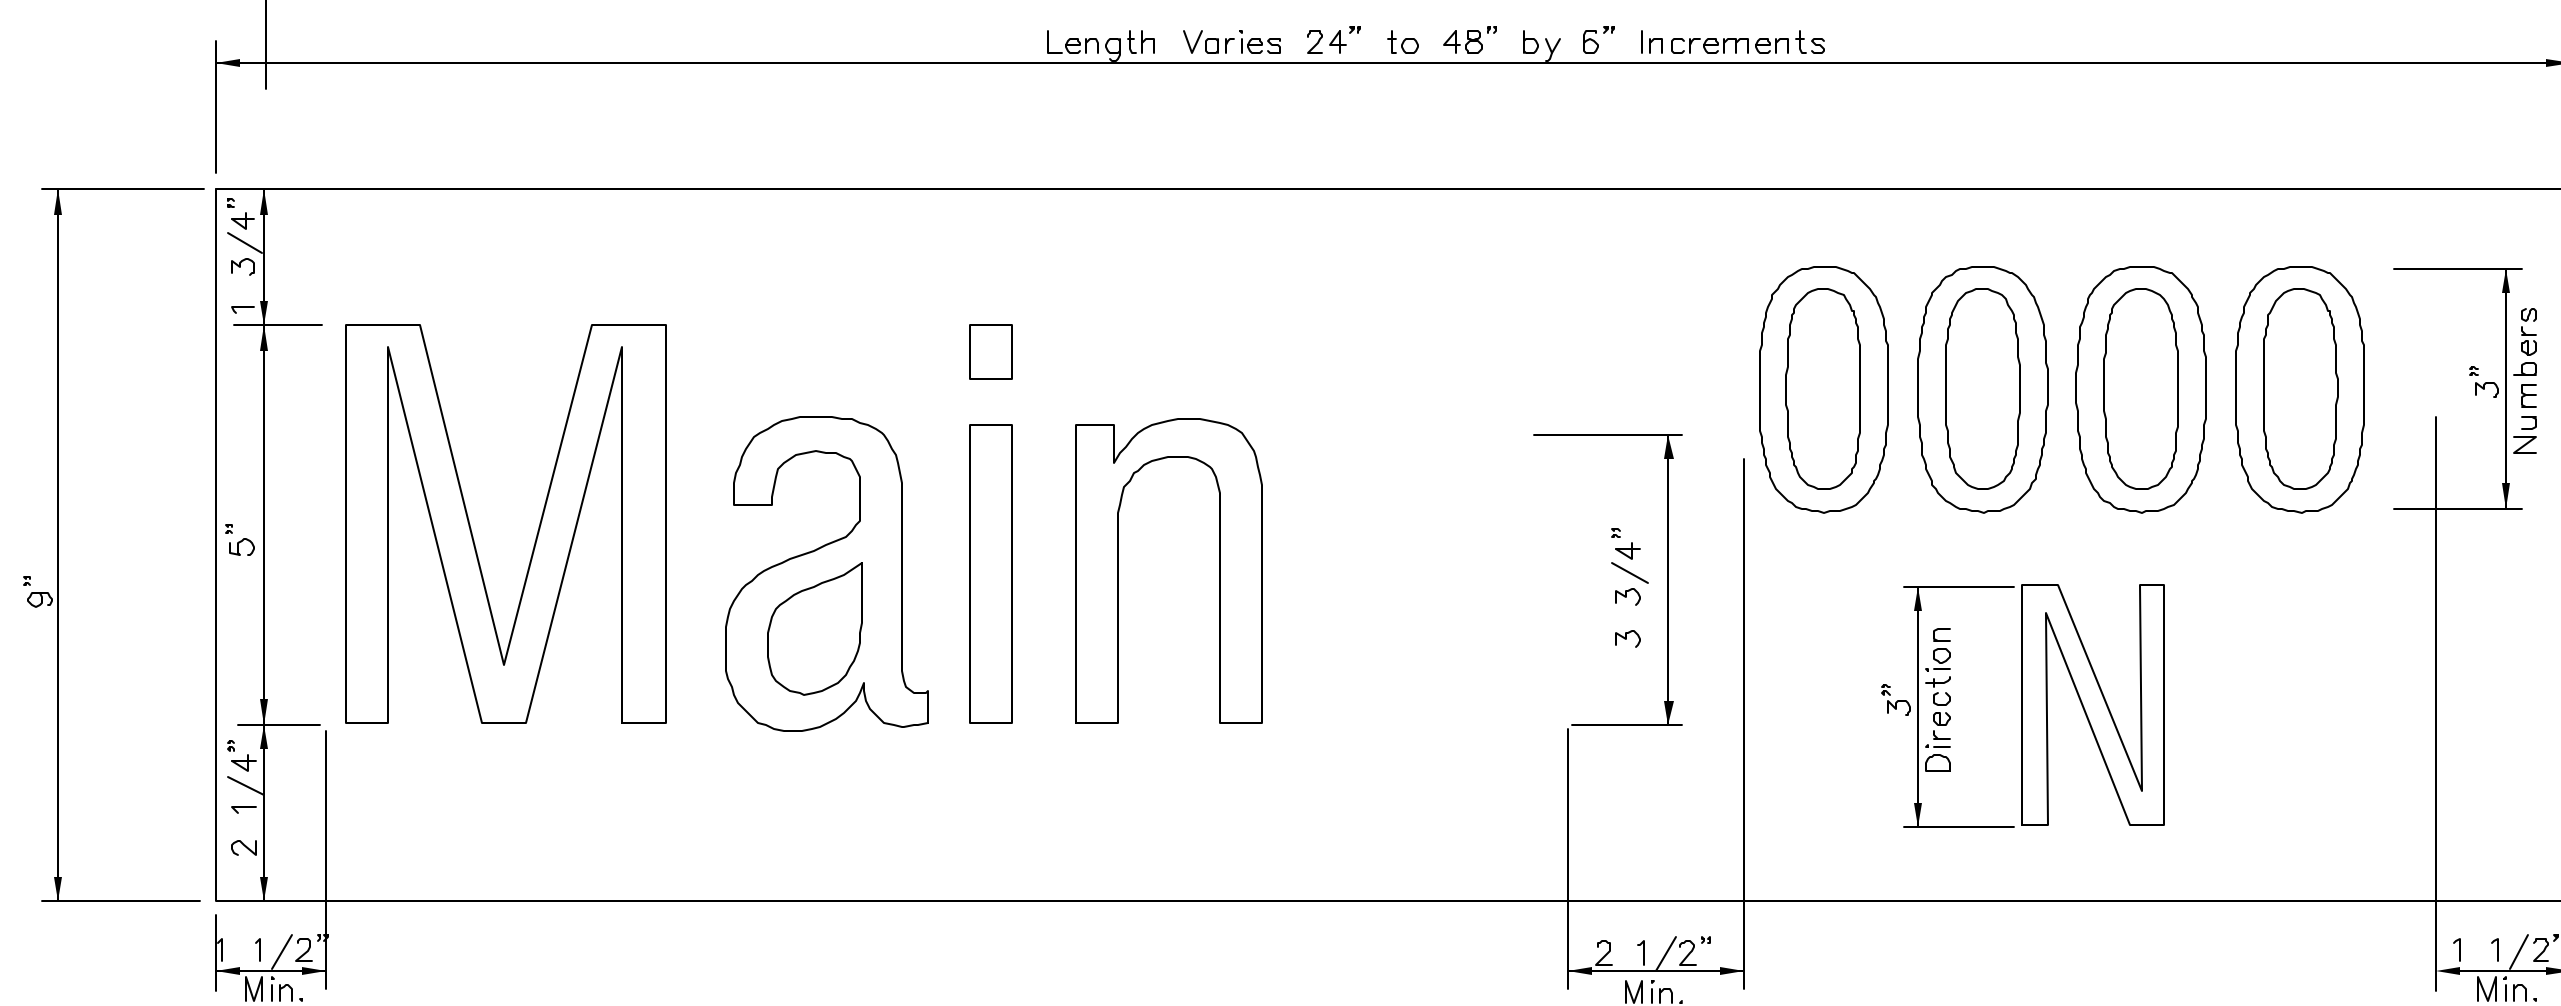 Length Varies 24” to 48” by 6” Increments
1 3/4”
5”
2 1/4”
9”
Main
3 3/4”
0000
3”
Numbers
N
3”
Direction
1 1/2”
Min.
2 1/2”
Min.
1 1/2”
Min.